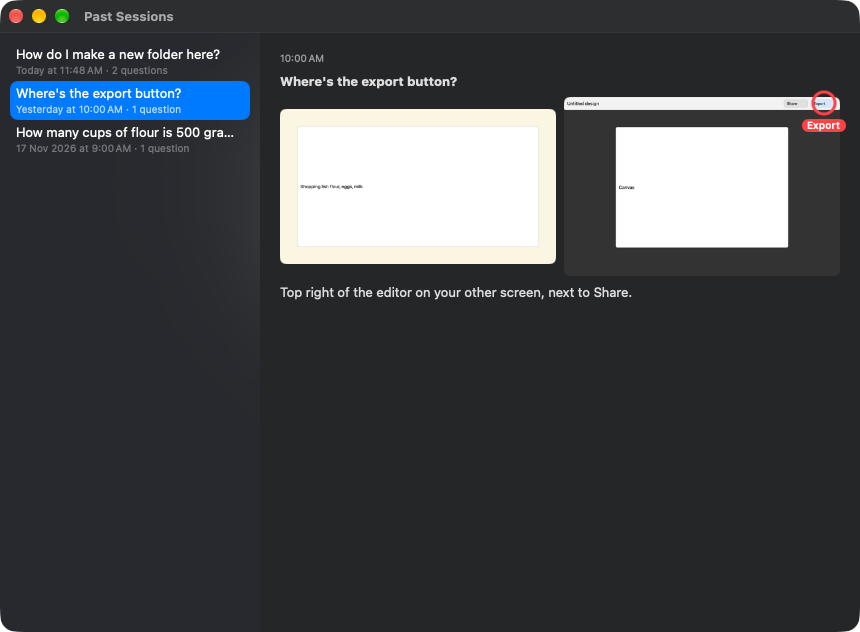 Past Sessions
How do I make a new folder here?
Today at 11:48 AM · 2 questions
Where's the export button?
Yesterday at 10:00 AM · 1 question
How many cups of flour is 500 gra...
17 Nov 2026 at 9:00 AM · 1 question
10:00 AM
Where's the export button?
Shopping list: flour, eggs, milk
Untitled design
Share
Export
Export
Canvas
Top right of the editor on your other screen, next to Share.